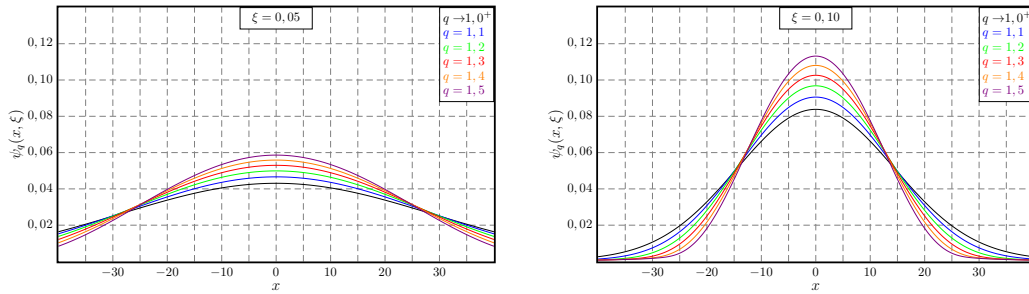 ξ = 0, 05
q →1, 0⁺
q = 1, 1
q = 1, 2
q = 1, 3
q = 1, 4
q = 1, 5
0, 12
0, 10
0, 08
0, 06
0, 04
0, 02
ψq(x, ξ)
−30 −20 −10 0 10 20 30
x
ξ = 0, 10
q →1, 0⁺
q = 1, 1
q = 1, 2
q = 1, 3
q = 1, 4
q = 1, 5
0, 12
0, 10
0, 08
0, 06
0, 04
0, 02
ψq(x, ξ)
−30 −20 −10 0 10 20 30
x